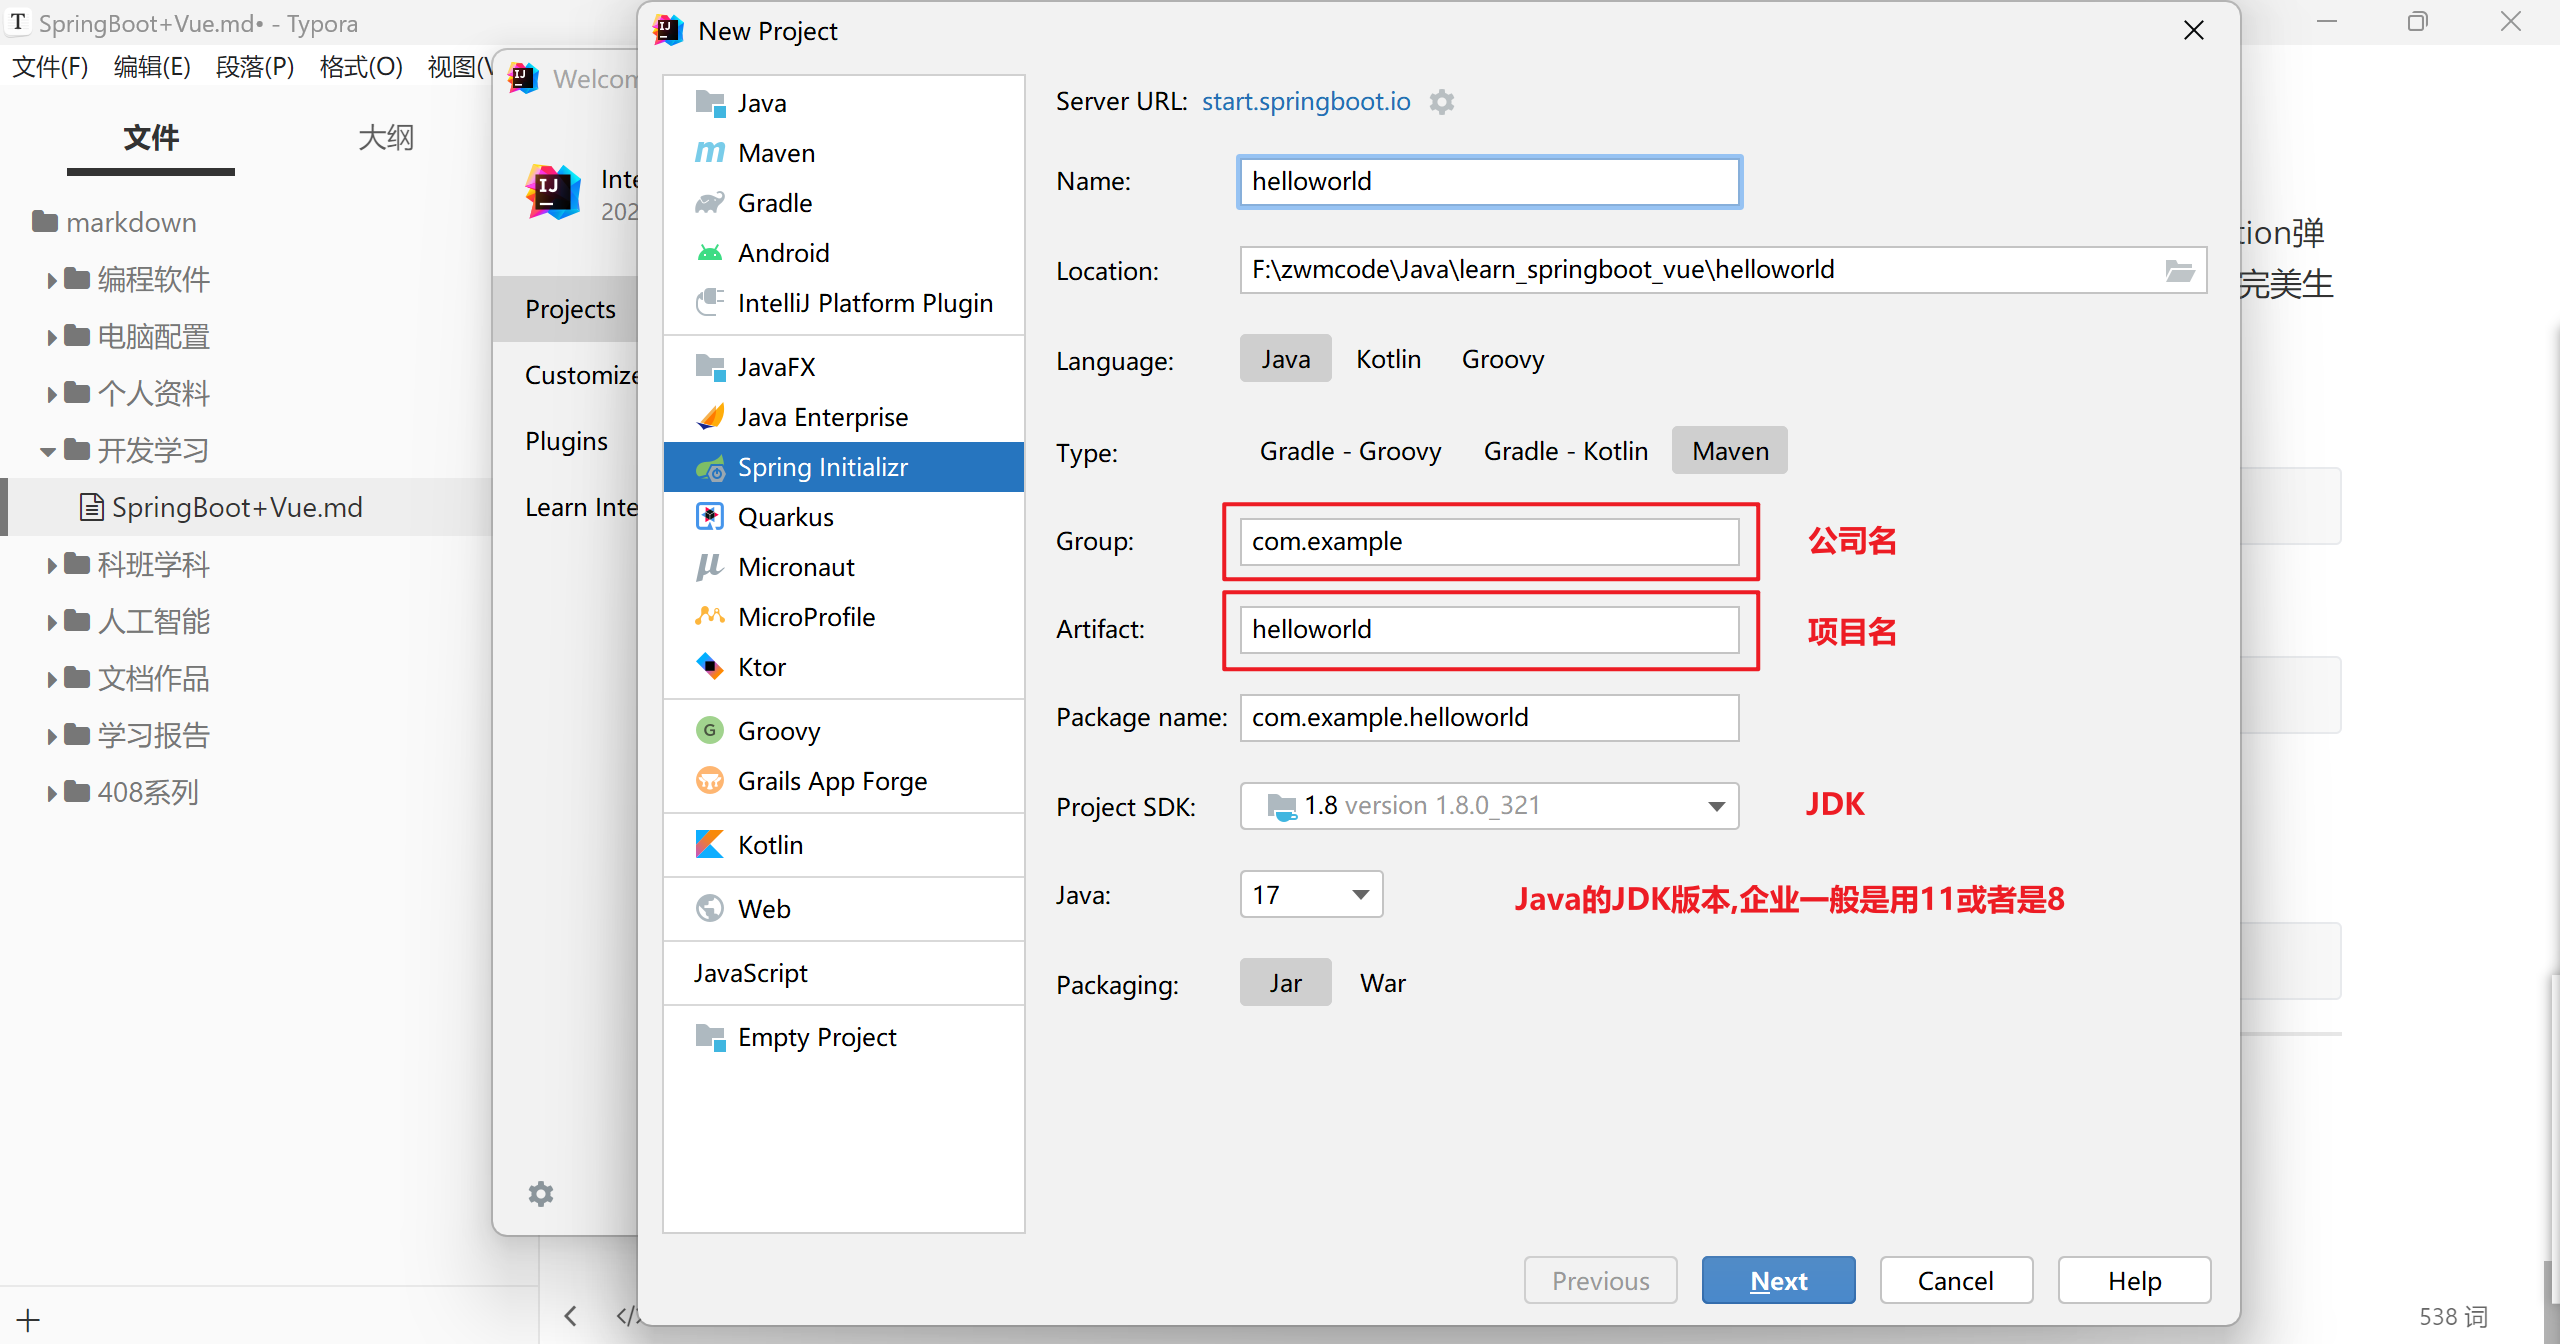 SpringBoot+Vue.md• - Typora
文件(F) 编辑(E) 段落(P) 格式(O) 视图(V
文件 大纲
markdown
编程软件
电脑配置
个人资料
开发学习
SpringBoot+Vue.md
科班学科
人工智能
文档作品
学习报告
408系列
Welcom
Inte
202
Projects
Customize
Plugins
Learn Inte
New Project
Java
Maven
Gradle
Android
IntelliJ Platform Plugin
JavaFX
Java Enterprise
Spring Initializr
Quarkus
Micronaut
MicroProfile
Ktor
Groovy
Grails App Forge
Kotlin
Web
JavaScript
Empty Project
Server URL: start.springboot.io
Name: helloworld
Location: F:\zwmcode\Java\learn_springboot_vue\helloworld
Language: Java Kotlin Groovy
Type: Gradle - Groovy Gradle - Kotlin Maven
Group: com.example 公司名
Artifact: helloworld 项目名
Package name: com.example.helloworld
Project SDK: 1.8 version 1.8.0_321 JDK
Java: 17 Java的JDK版本,企业一般是用11或者是8
Packaging: Jar War
Previous Next Cancel Help
tion弹
完美生
538 词